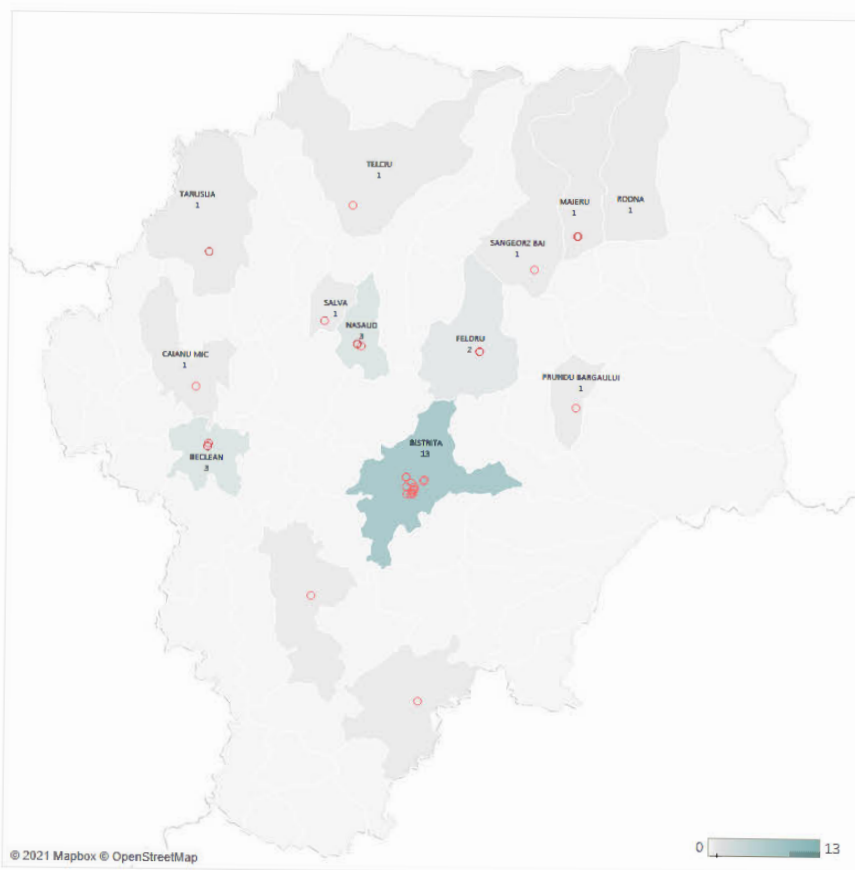 TELCIU
1
TARLISUA
1
MAIERU
1
RODNA
1
SANGEORZ BAI
1
SALVA
1
NASAUD
3
FELDRU
2
CAIANU MIC
1
PRUNDU BARGAULUI
1
BISTRITA
13
BECLEAN
3
0 13
© 2021 Mapbox © OpenStreetMap